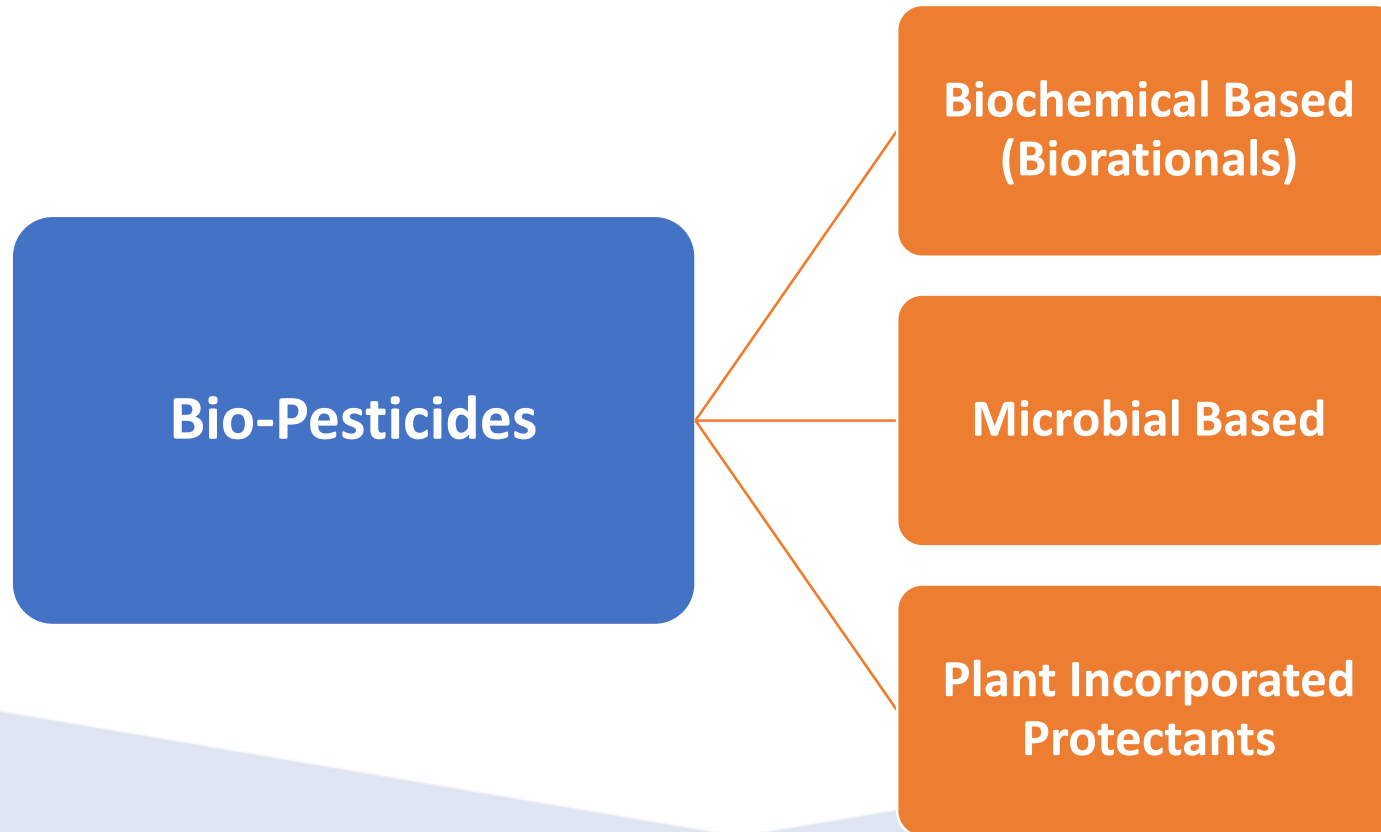 Bio-Pesticides
Biochemical Based
(Biorationals)
Microbial Based
Plant Incorporated
Protectants